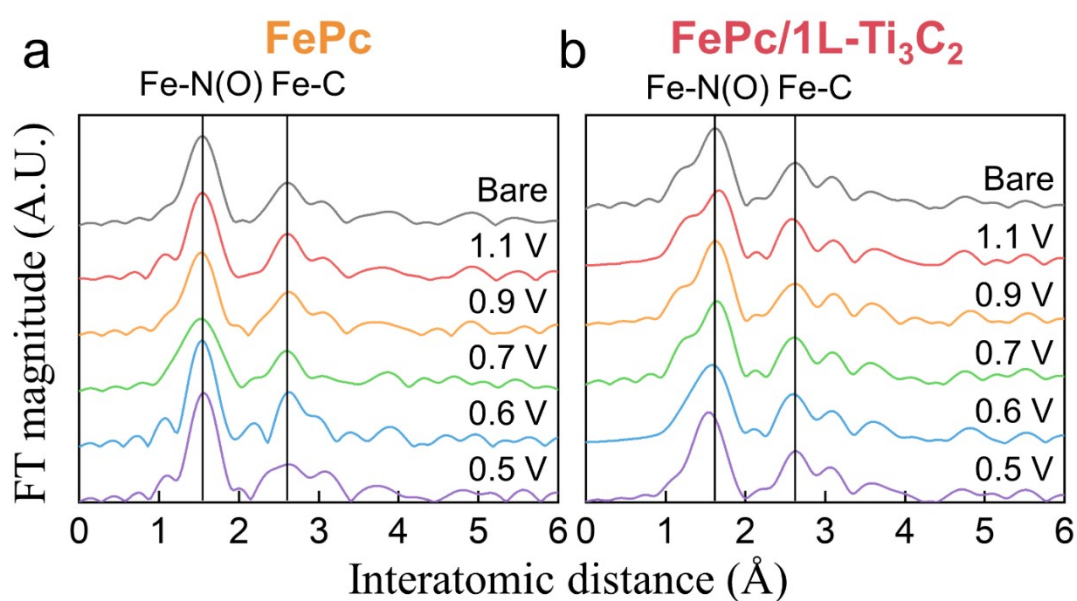 a FePc
Fe-N(O) Fe-C
Bare
1.1 V
0.9 V
0.7 V
0.6 V
0.5 V
0 1 2 3 4 5 6
b FePc/1L-Ti₃C₂
Fe-N(O) Fe-C
Bare
1.1 V
0.9 V
0.7 V
0.6 V
0.5 V
0 1 2 3 4 5 6
FT magnitude (A.U.)
Interatomic distance (Å)